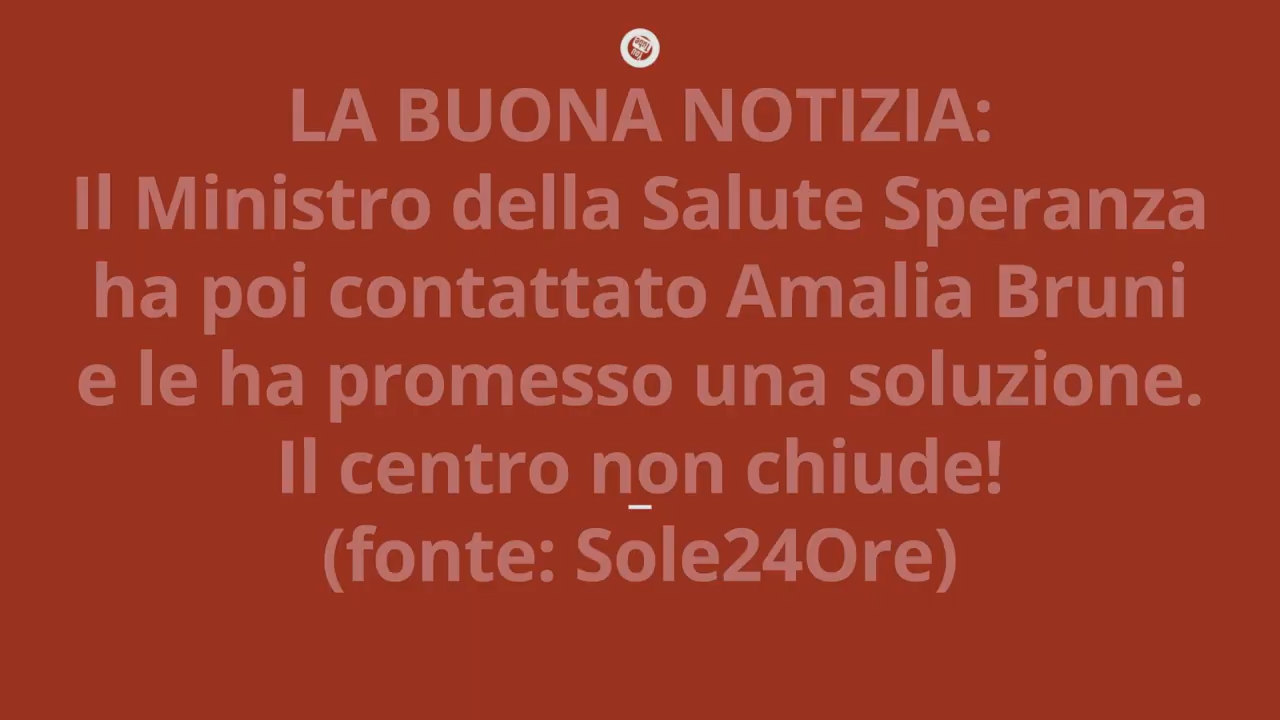 LA BUONA NOTIZIA:
Il Ministro della Salute Speranza
ha poi contattato Amalia Bruni
e le ha promesso una soluzione.
Il centro non chiude!
(fonte: Sole24Ore)